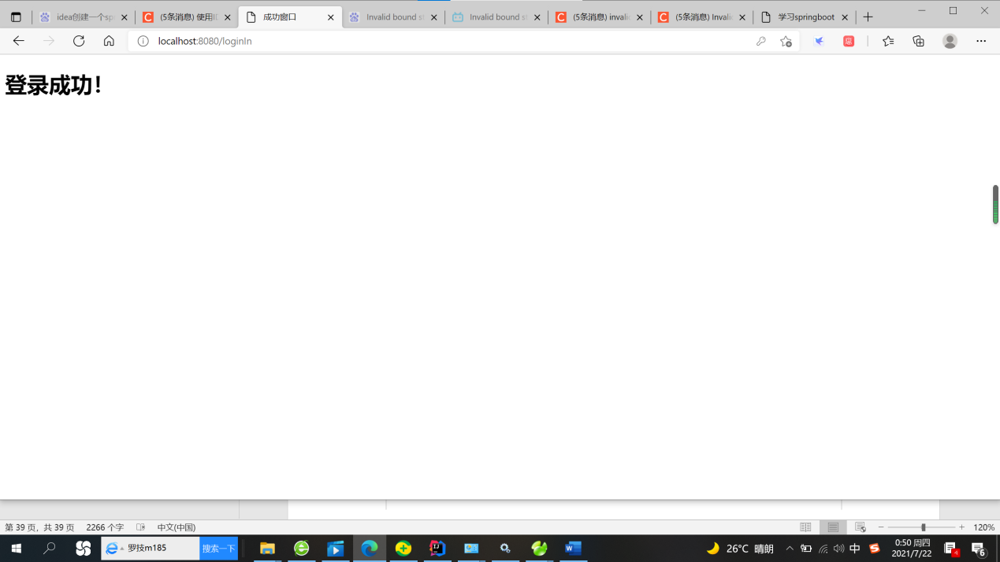 idea创建一个sp
(5条消息) 使用ID
成功窗口
Invalid bound st
Invalid bound st
(5条消息) invalid
(5条消息) Invalid
学习springboot
localhost:8080/loginIn
登录成功！
第 39 页，共 39 页
2266 个字
中文(中国)
120%
罗技m185
搜索一下
26°C 晴朗
中
0:50 周四
2021/7/22
4
6